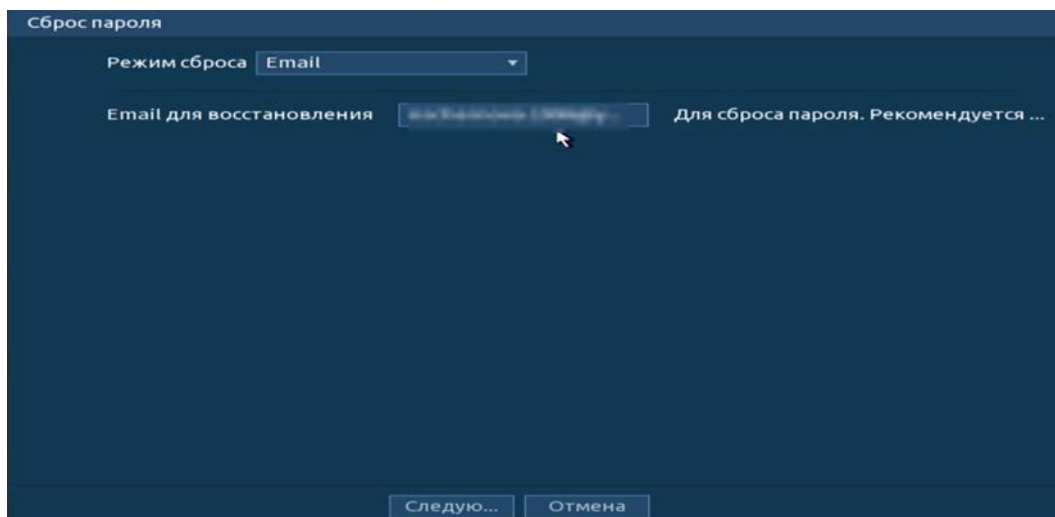 Сброс пароля
Режим сброса Email
Email для восстановления Для сброса пароля. Рекомендуется ...
Следую... Отмена